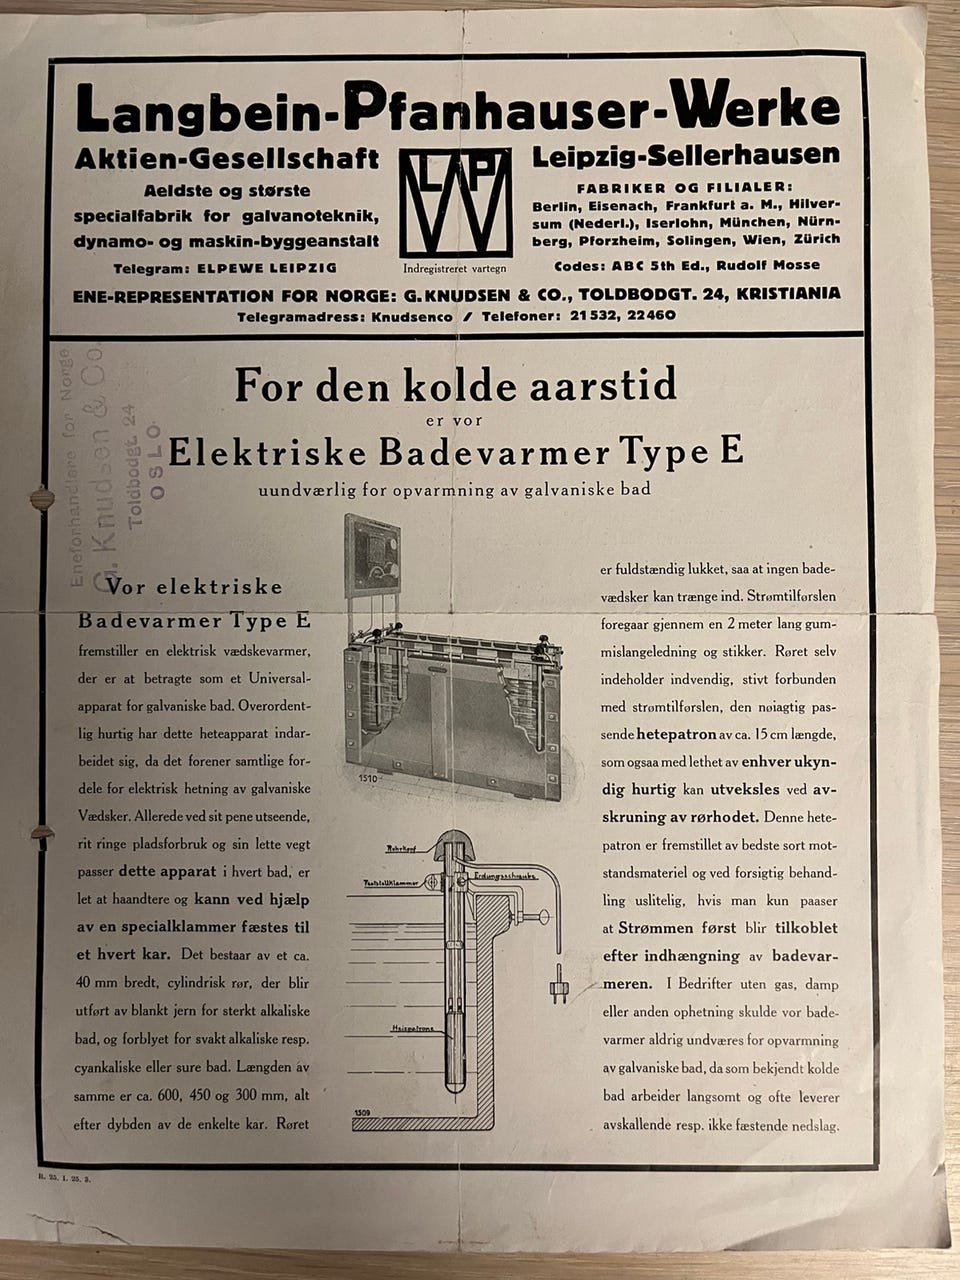 Langbein-Pfanhauser-Werke
Aktien-Gesellschaft
Aeldste og største
specialfabrik for galvanoteknik,
dynamo- og maskin-byggeanstalt
Telegram: ELPEWE LEIPZIG
LPW
Indregistreret vartegn
Leipzig-Sellerhausen
FABRIKER OG FILIALER:
Berlin, Eisenach, Frankfurt a. M., Hilver-
sum (Nederl.), Iserlohn, München, Nürn-
berg, Pforzheim, Solingen, Wien, Zürich
Codes: ABC 5th Ed., Rudolf Mosse
ENE-REPRESENTATION FOR NORGE: G. KNUDSEN & CO., TOLDBODGT. 24, KRISTIANIA
Telegramadress: Knudsenco / Telefoner: 21532, 22460
Eneforhandlere for Norge
G. Knudsen & Co.
Toldbodgt. 24
OSLO.
For den kolde aarstid
er vor
Elektriske Badevarmer Type E
uundværlig for opvarmning av galvaniske bad
Vor elektriske
Badevarmer Type E
fremstiller en elektrisk vædskevarmer,
der er at betragte som et Universal-
apparat for galvaniske bad. Overordent-
lig hurtig har dette heteapparat indar-
beidet sig, da det forener samtlige for-
dele for elektrisk hetning av galvaniske
Vædsker. Allerede ved sit pene utseende,
rit ringe pladsforbruk og sin lette vegt
passer dette apparat i hvert bad, er
let at haandtere og kann ved hjælp
av en specialklammer fæstes til
et hvert kar. Det bestaar av et ca.
40 mm bredt, cylindrisk rør, der blir
utført av blankt jern for sterkt alkaliske
bad, og forblyet for svakt alkaliske resp.
cyankaliske eller sure bad. Længden av
samme er ca. 600, 450 og 300 mm, alt
efter dybden av de enkelte kar. Røret
1510
Rohrkopf
Feststellklammer
Erdungsschraube
Heizpatrone
1509
er fuldstændig lukket, saa at ingen bade-
vædsker kan trænge ind. Strømtilførslen
foregaar gjennem en 2 meter lang gum-
mislangeledning og stikker. Røret selv
indeholder indvendig, stivt forbunden
med strømtilførslen, den nøiagtig pas-
sende hetepatron av ca. 15 cm længde,
som ogsaa med lethet av enhver ukyn-
dig hurtig kan utveksles ved av-
skruning av rørhodet. Denne hete-
patron er fremstillet av bedste sort mot-
standsmateriel og ved forsigtig behand-
ling uslitelig, hvis man kun paaser
at Strømmen først blir tilkoblet
efter indhængning av badevar-
meren. I Bedrifter uten gas, damp
eller anden ophetning skulde vor bade-
varmer aldrig undværes for opvarmning
av galvaniske bad, da som bekjendt kolde
bad arbeider langsomt og ofte leverer
avskallende resp. ikke fæstende nedslag.
R. 25. I. 25. 3.